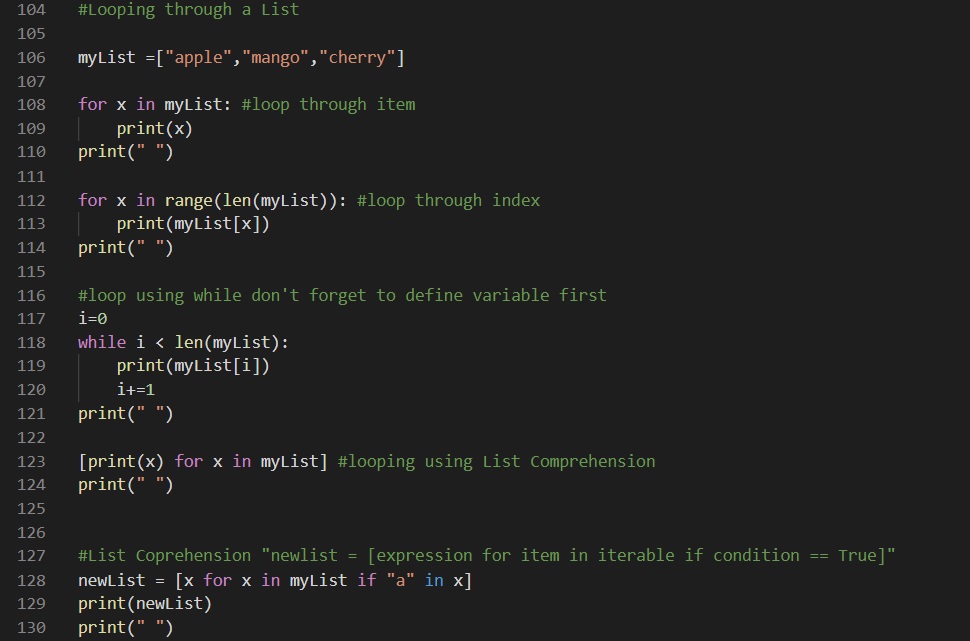 104 #Looping through a List
105
106 myList =["apple","mango","cherry"]
107
108 for x in myList: #loop through item
109     print(x)
110 print(" ")
111
112 for x in range(len(myList)): #loop through index
113     print(myList[x])
114 print(" ")
115
116 #loop using while don't forget to define variable first
117 i=0
118 while i < len(myList):
119     print(myList[i])
120     i+=1
121 print(" ")
122
123 [print(x) for x in myList] #looping using List Comprehension
124 print(" ")
125
126
127 #List Coprehension "newlist = [expression for item in iterable if condition == True]"
128 newList = [x for x in myList if "a" in x]
129 print(newList)
130 print(" ")